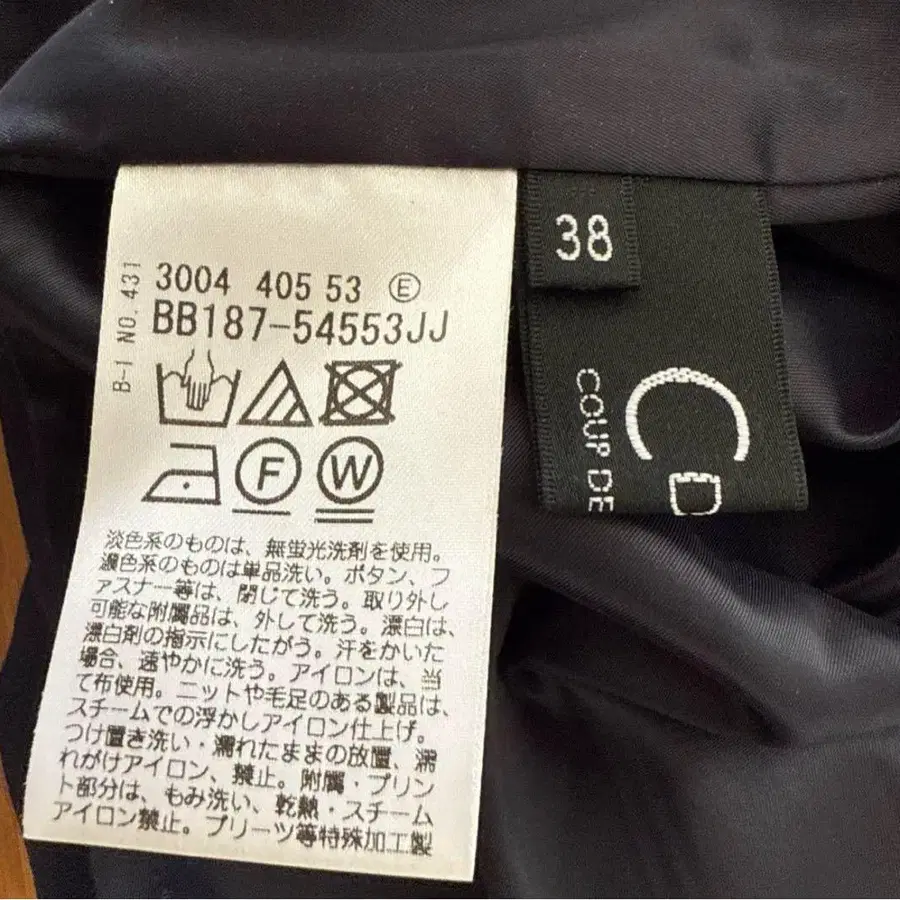 B-I NO.431
3004 405 53 Ⓔ
BB187-54553JJ
F
W
淡色系のものは、無蛍光洗剤を使用。
濃色系のものは単品洗い。ボタン、フ
ァスナー等は、閉じて洗う。取り外し
可能な附属品は、外して洗う。漂白は、
漂白剤の指示にしたがう。汗をかいた
場合、速やかに洗う。アイロンは、当
て布使用。ニットや毛足のある製品は、
スチームでの浮かしアイロン仕上げ。
つけ置き洗い・濡れたままの放置、濡
れがけアイロン、禁止。附属・プリン
ト部分は、もみ洗い、乾熱・スチーム
アイロン禁止。プリーツ等特殊加工製
38
CD
COUP DE